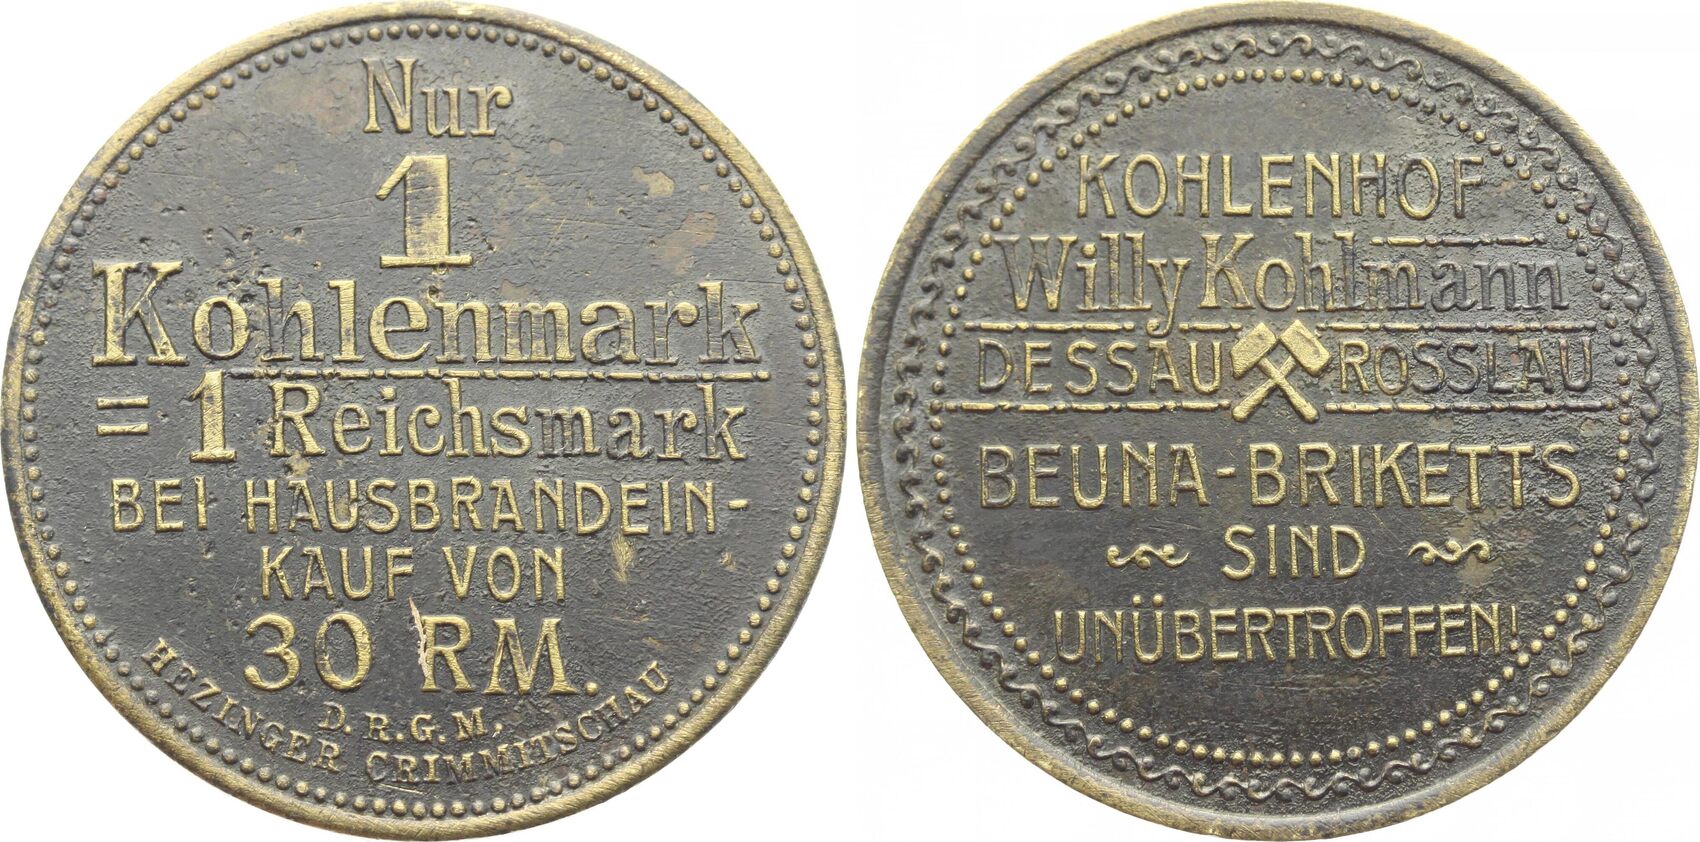 Nur
1
Kohlenmark
= 1 Reichsmark
BEI HAUSBRANDEIN-
KAUF VON
30 RM.
D.R.G.M.
HEZINGER CRIMMITSCHAU
KOHLENHOF
Willy Kohlmann
DESSAU ROSSLAU
BEUNA-BRIKETTS
SIND
UNÜBERTROFFEN!